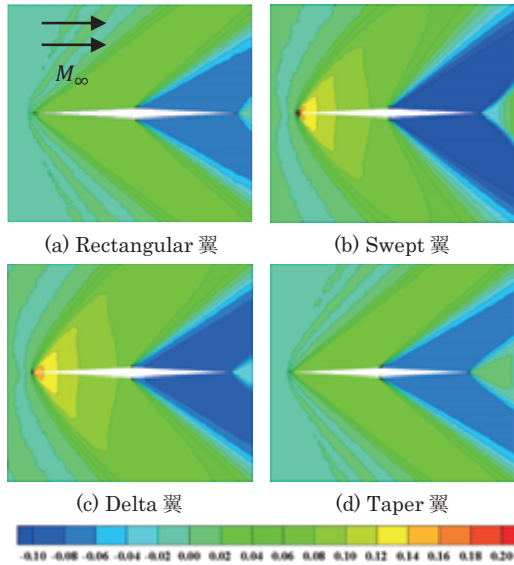 M∞
(a) Rectangular 翼
(b) Swept 翼
(c) Delta 翼
(d) Taper 翼
-0.10 -0.08 -0.06 -0.04 -0.02 0.00 0.02 0.04 0.06 0.08 0.10 0.12 0.14 0.16 0.18 0.20